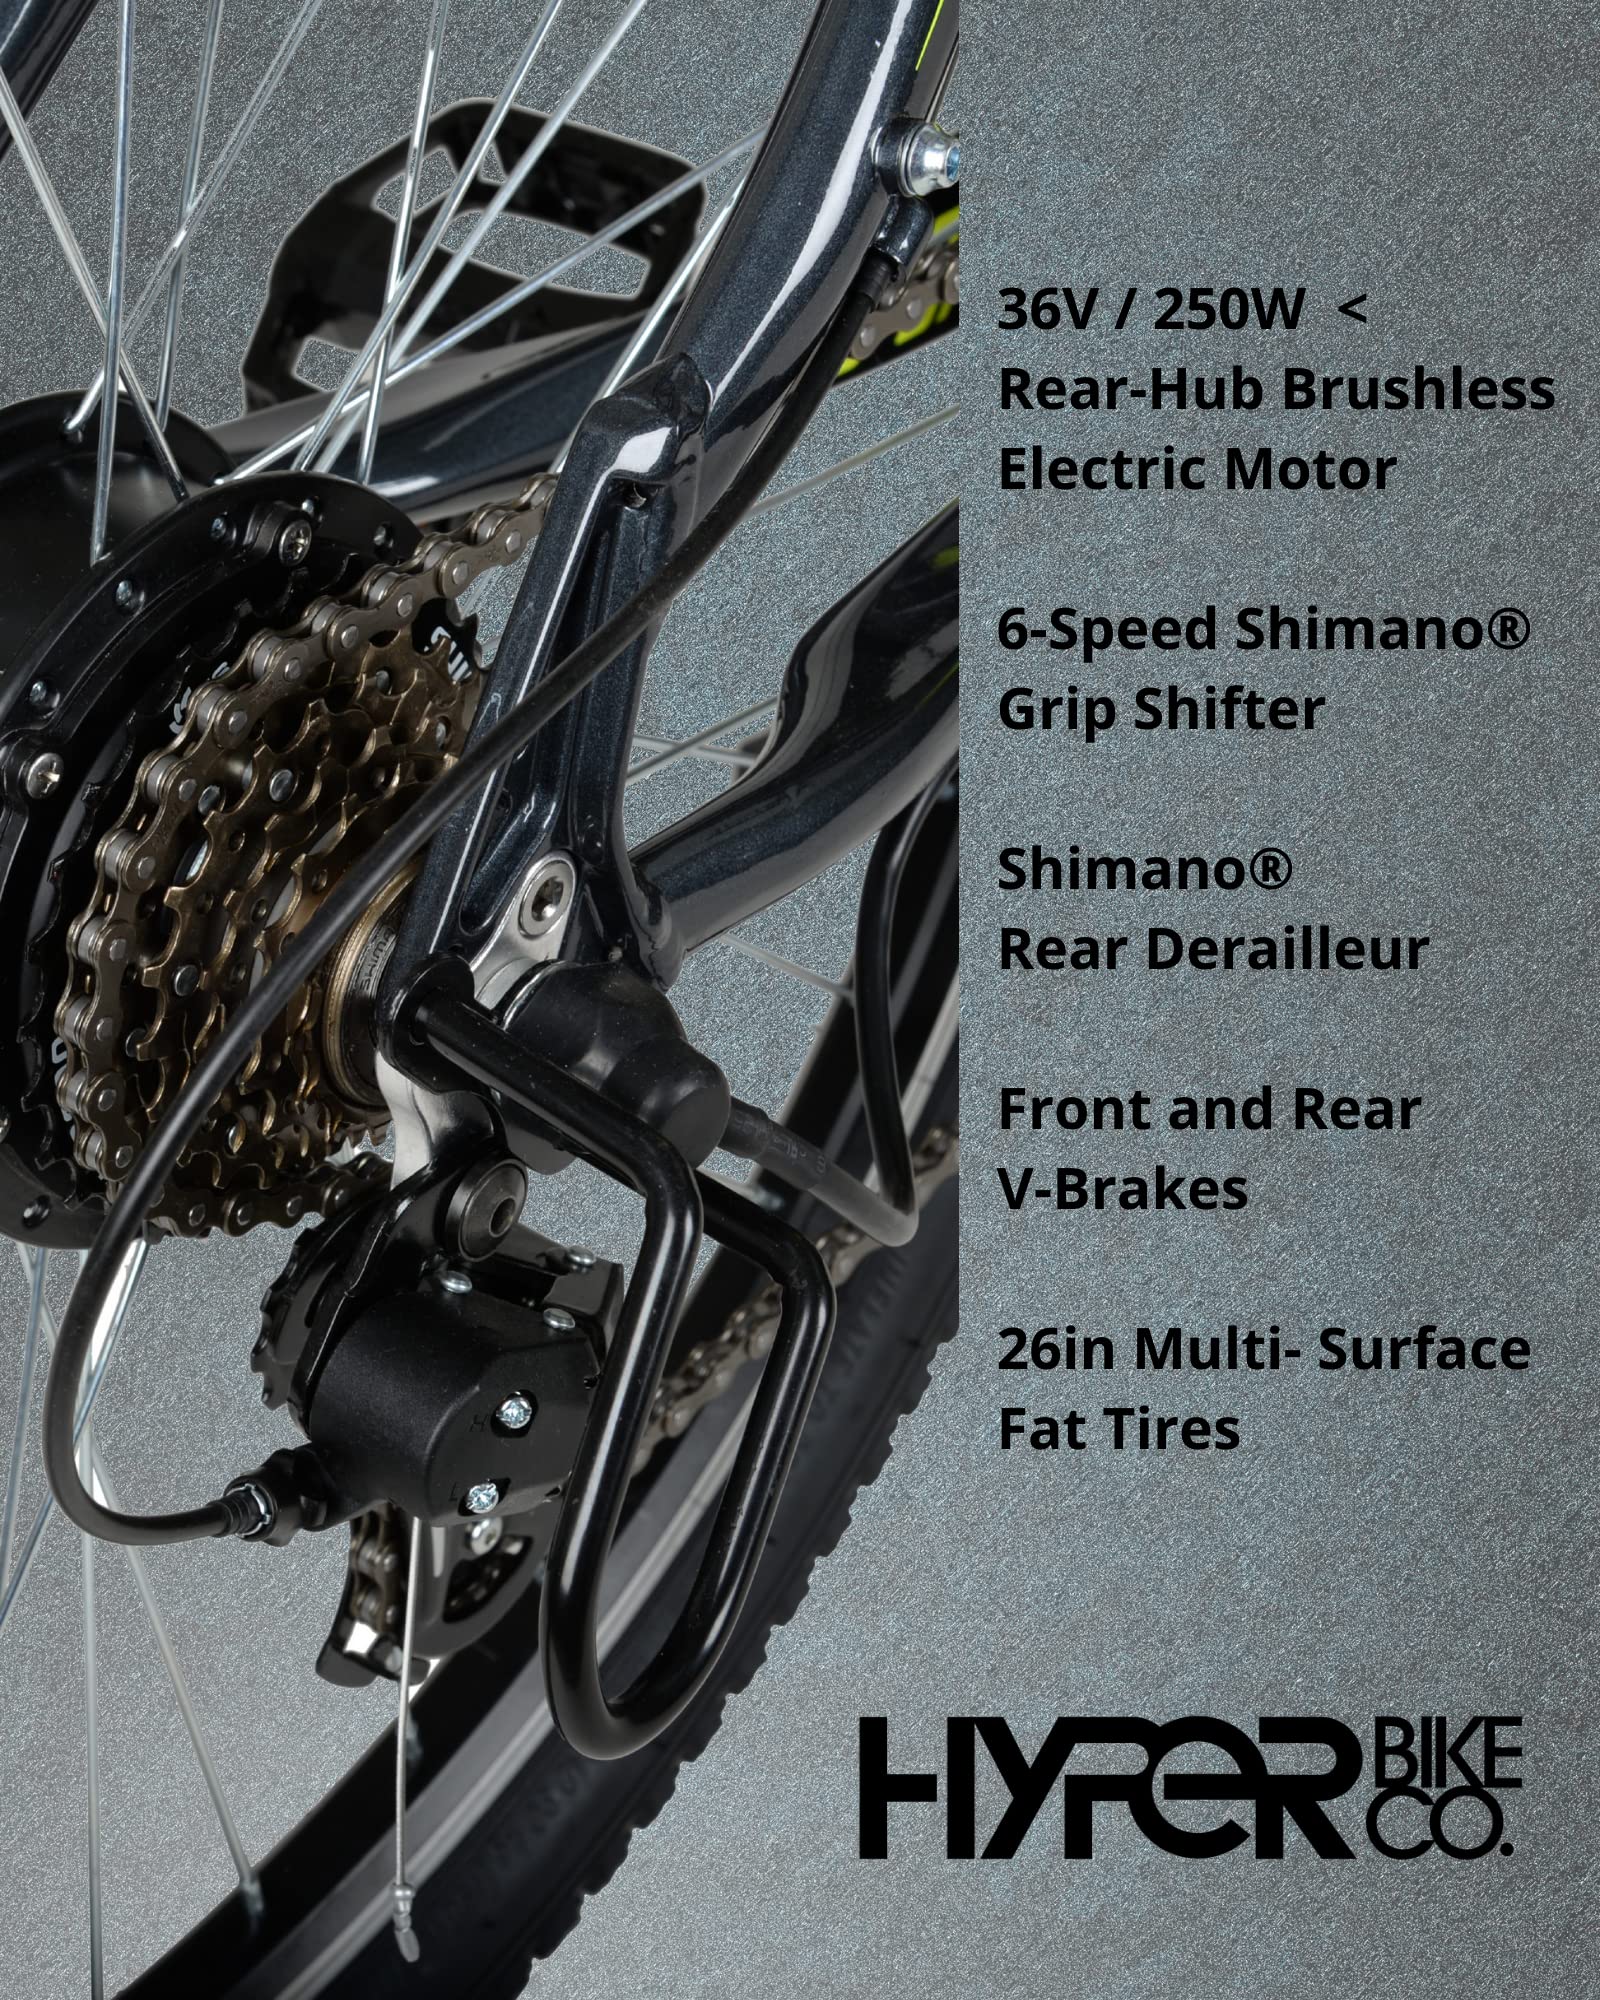 36V / 250W <
Rear-Hub Brushless
Electric Motor
6-Speed Shimano®
Grip Shifter
Shimano®
Rear Derailleur
Front and Rear
V-Brakes
26in Multi- Surface
Fat Tires
HYPER BIKE CO.
H
L